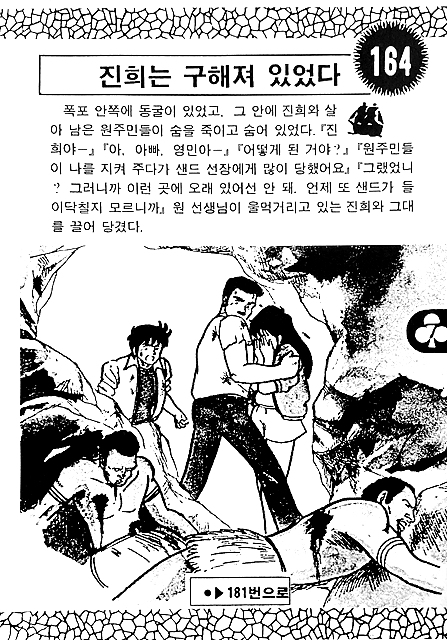 164
진희는 구해져 있었다
폭포 안쪽에 동굴이 있었고, 그 안에 진희와 살
아 남은 원주민들이 숨을 죽이고 숨어 있었다. 『진
희야—』 『아, 아빠, 영민아—』 『어떻게 된 거야?』 『원주민들
이 나를 지켜 주다가 샌드 선장에게 많이 당했어요』 『그랬었니
? 그러니까 이런 곳에 오래 있어선 안 돼. 언제 또 샌드가 들
이닥칠지 모르니까』 원 선생님이 울먹거리고 있는 진희와 그대
를 끌어 당겼다.
●▶181번으로